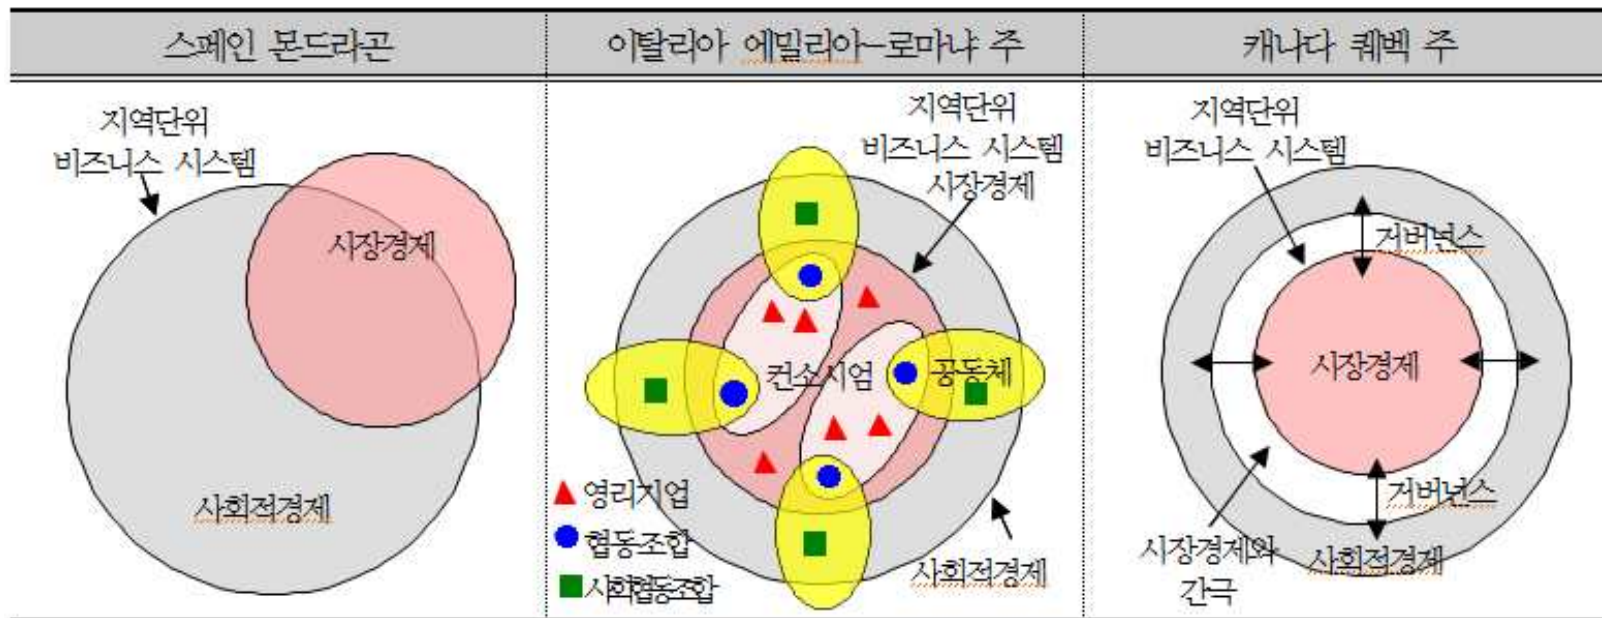 스페인 몬드라곤
이탈리아 에밀리아-로마냐 주
캐나다 퀘벡 주
지역단위
비즈니스 시스템
시장경제
사회적경제
지역단위
비즈니스 시스템
시장경제
컨소시엄
공동체
영리기업
협동조합
사회협동조합
사회적경제
지역단위
비즈니스 시스템
거버넌스
시장경제
거버넌스
시장경제와
간극
사회적경제